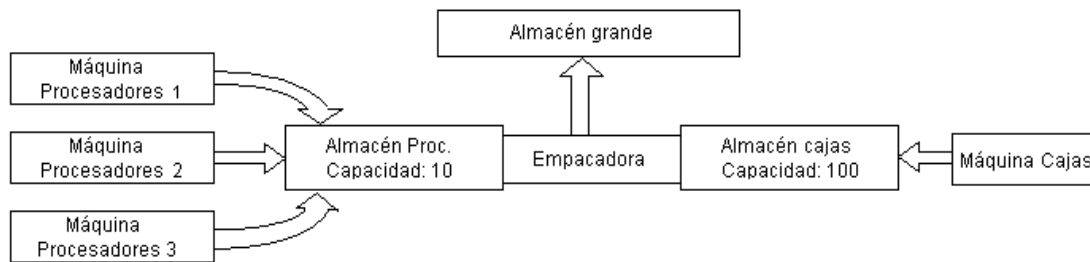 Almacén grande
Máquina
Procesadores 1
Máquina
Procesadores 2
Almacén Proc.
Capacidad: 10
Empacadora
Almacén cajas
Capacidad: 100
Máquina Cajas
Máquina
Procesadores 3